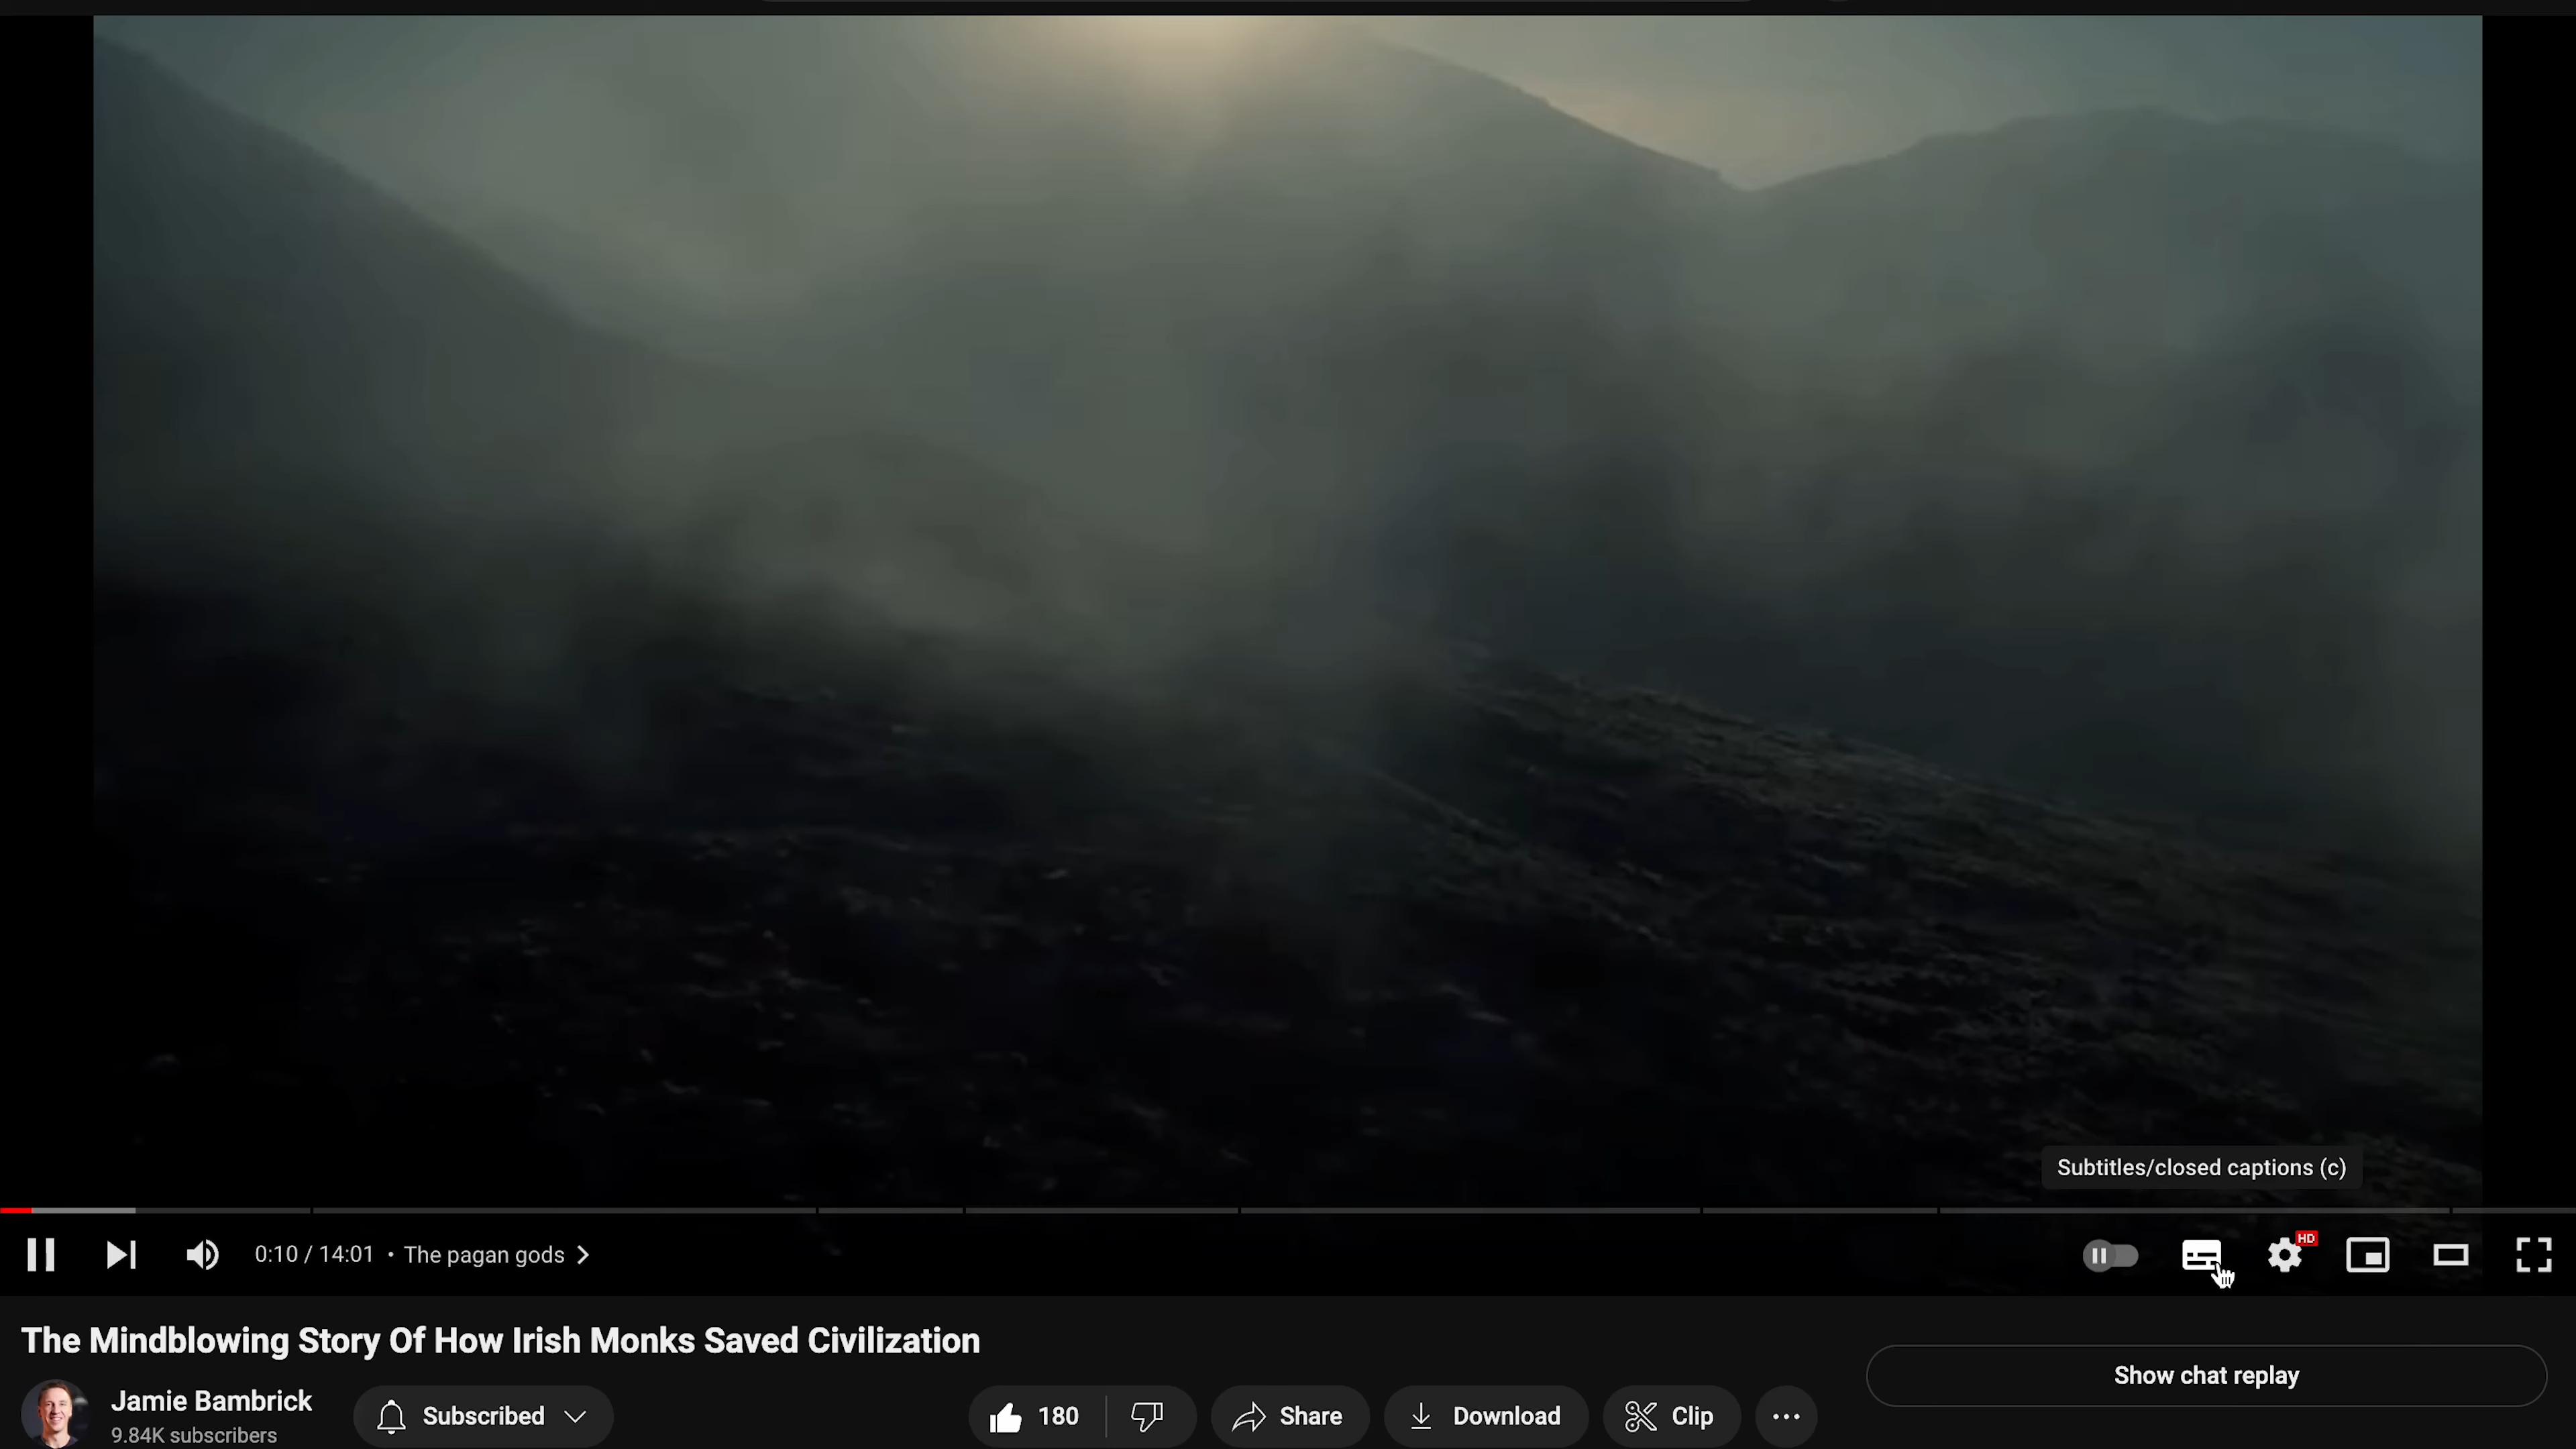 Subtitles/closed captions (c)
0:10 / 14:01 • The pagan gods
HD
The Mindblowing Story Of How Irish Monks Saved Civilization
Show chat replay
Jamie Bambrick
9.84K subscribers
Subscribed
180
Share
Download
Clip